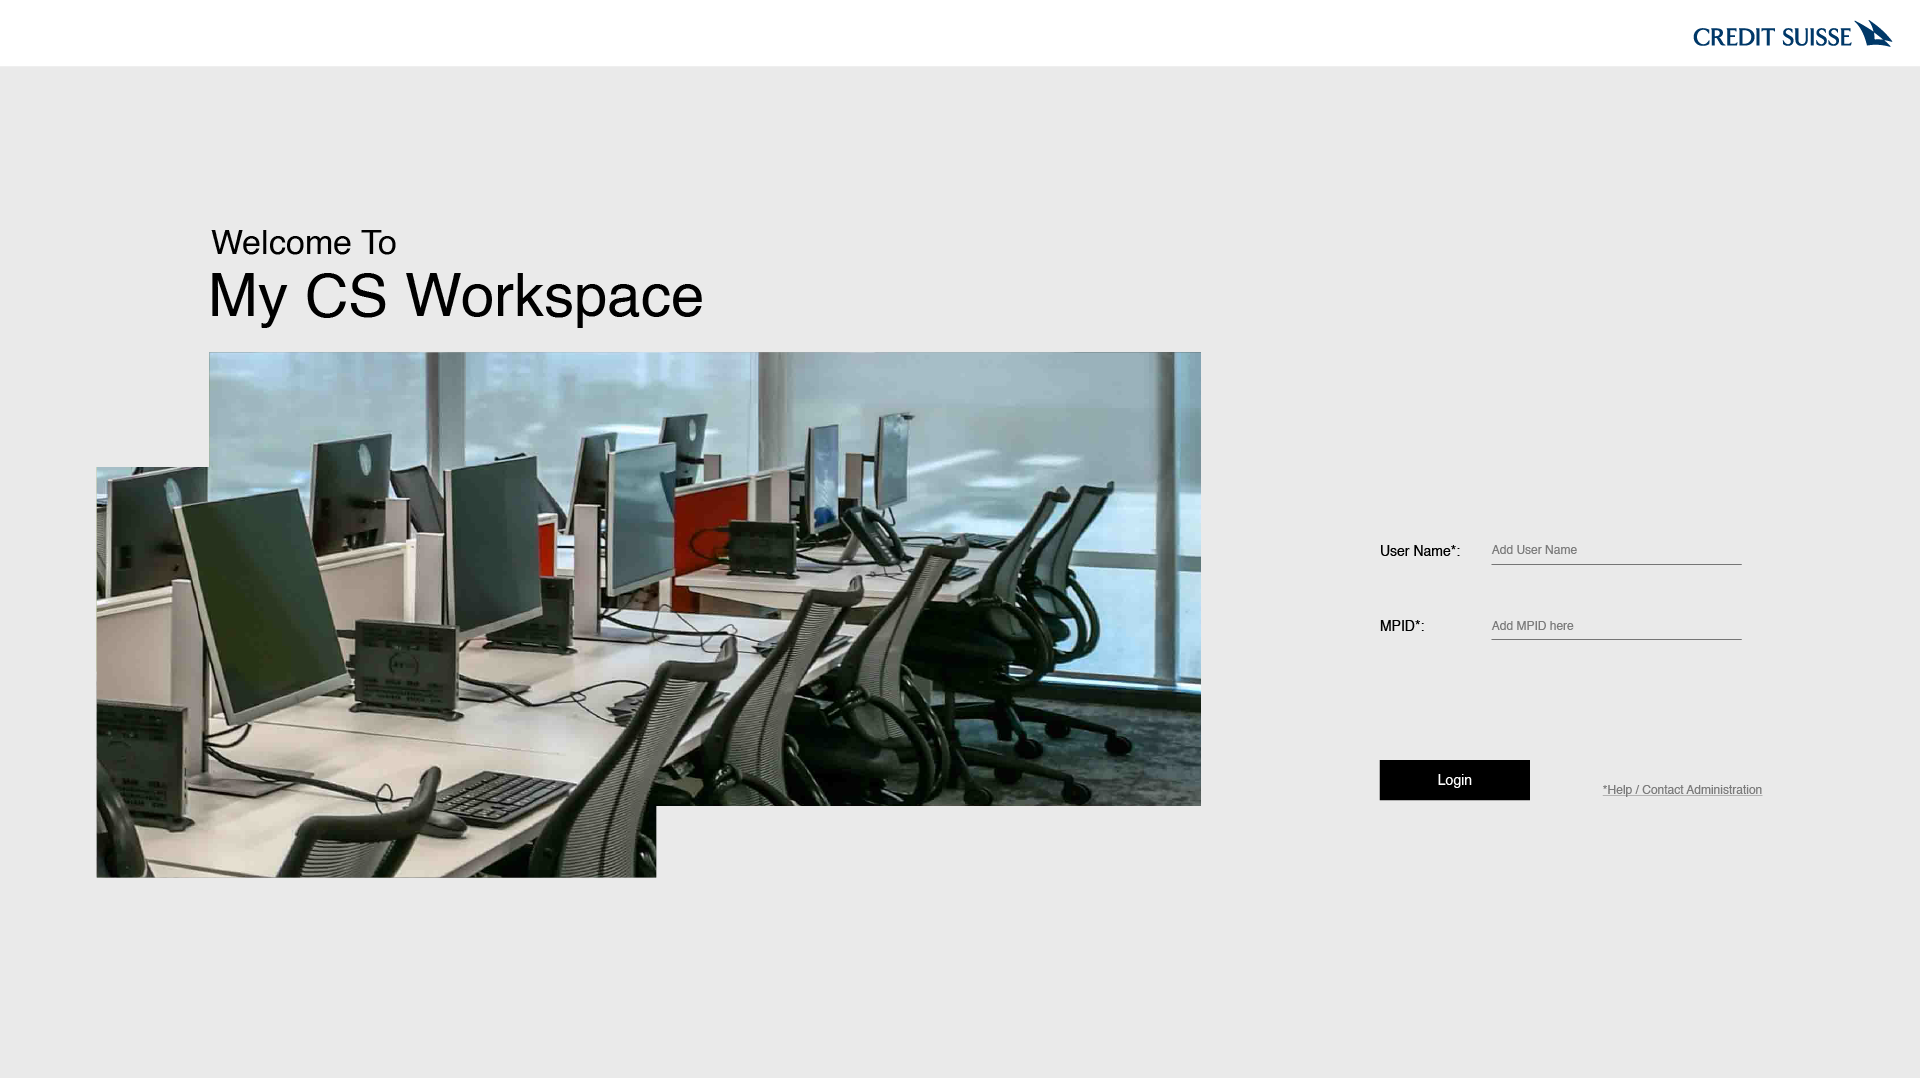 CREDIT SUISSE
Welcome To
My CS Workspace
User Name*:
Add User Name
MPID*:
Add MPID here
Login
*Help / Contact Administration